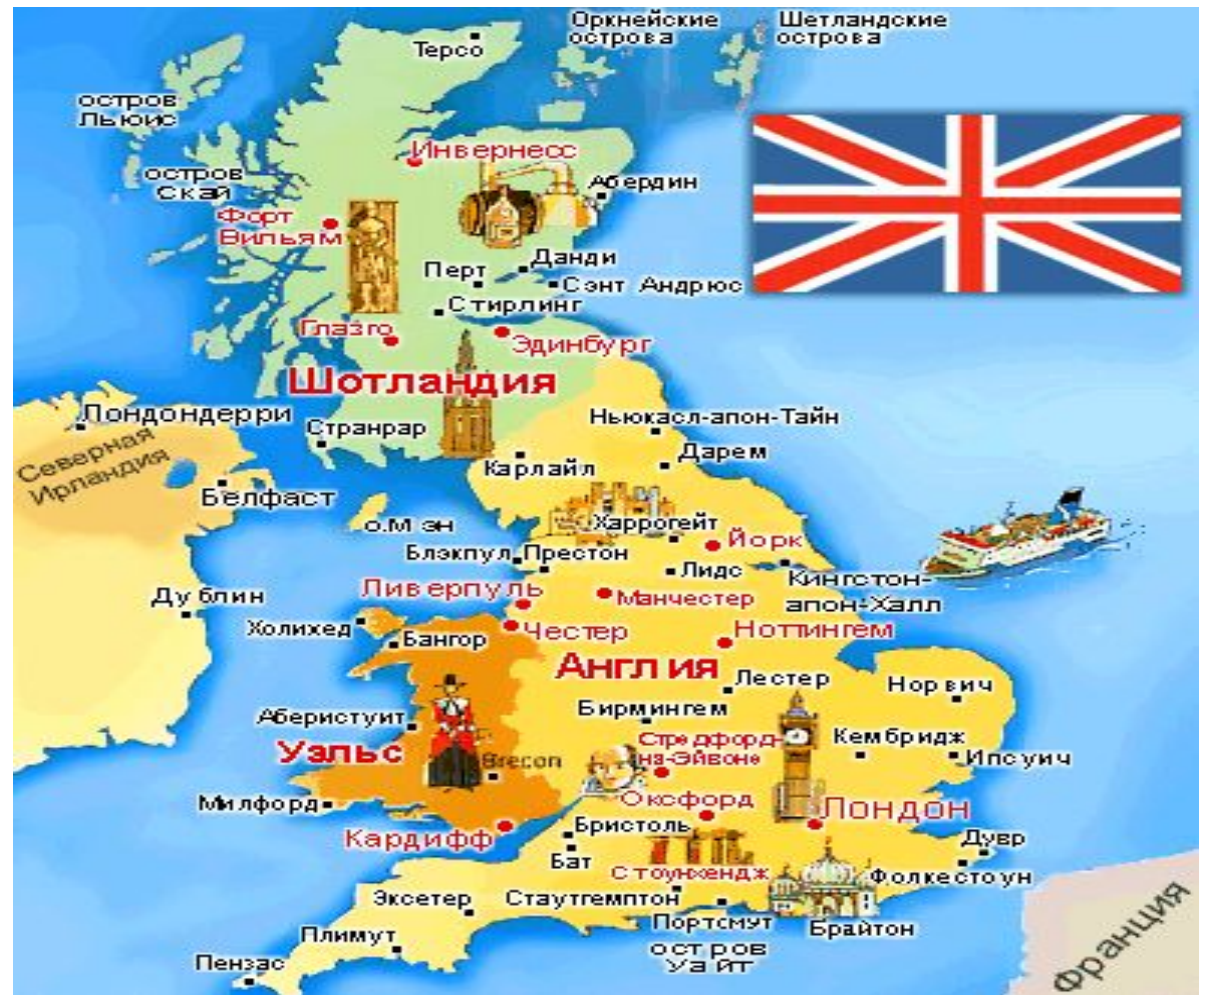 Оркнейские
острова
Шетландские
острова
Терсо
остров
Льюис
Инвернесс
остров
Скай
Абердин
Форт
Вильям
Данди
Перт
Сэнт Андрюс
Стирлинг
Глазго
Эдинбург
Шотландия
Лондондерри
Ньюкасл-апон-Тайн
Странрар
Северная
Ирландия
Дарем
Карлайл
Белфаст
о.Мэн
Харрогейт
Йорк
Блэкпул
Престон
Лидс
Кингстон-
апон-Халл
Ливерпуль
Манчестер
Дублин
Холихед
Бангор
Честер
Ноттингем
Англия
Лестер
Норвич
Аберистуит
Бирмингем
Уэльс
Стредфорд-
на-Эйвоне
Кембридж
Ипсуич
Brecon
Милфорд
Оксфорд
Лондон
Кардифф
Бристоль
Дувр
Бат
Стоунхендж
Фолкестоун
Эксетер
Стаутгемптон
Портсмут
Брайтон
Плимут
остров
Уайт
Пензас
Франция